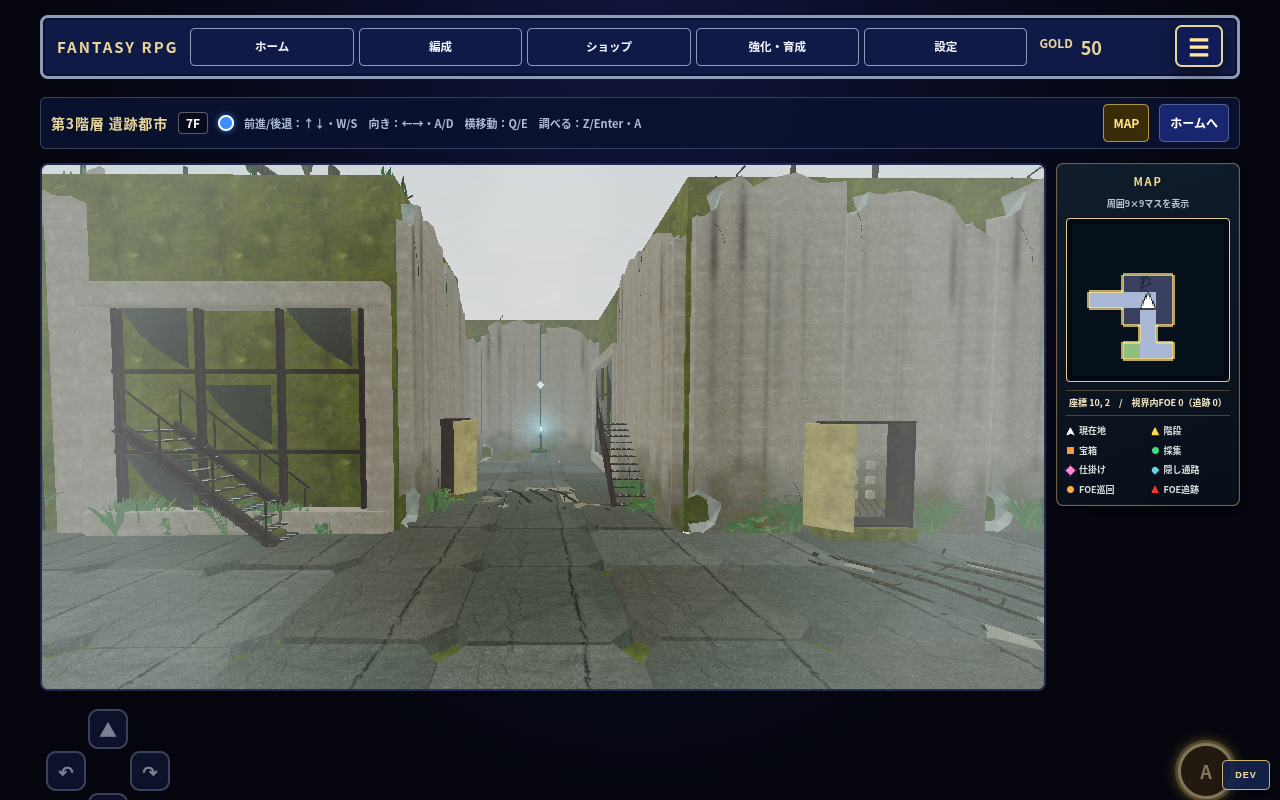 FANTASY RPG
ホーム
編成
ショップ
強化・育成
設定
GOLD 50
第3階層 遺跡都市
7F
前進/後退：↑↓・W/S　向き：←→・A/D　横移動：Q/E　調べる：Z/Enter・A
MAP
ホームへ
MAP
周囲9×9マスを表示
座標 10, 2　/　視界内FOE 0（追跡 0）
現在地
階段
宝箱
採集
仕掛け
隠し通路
FOE巡回
FOE追跡
A
DEV